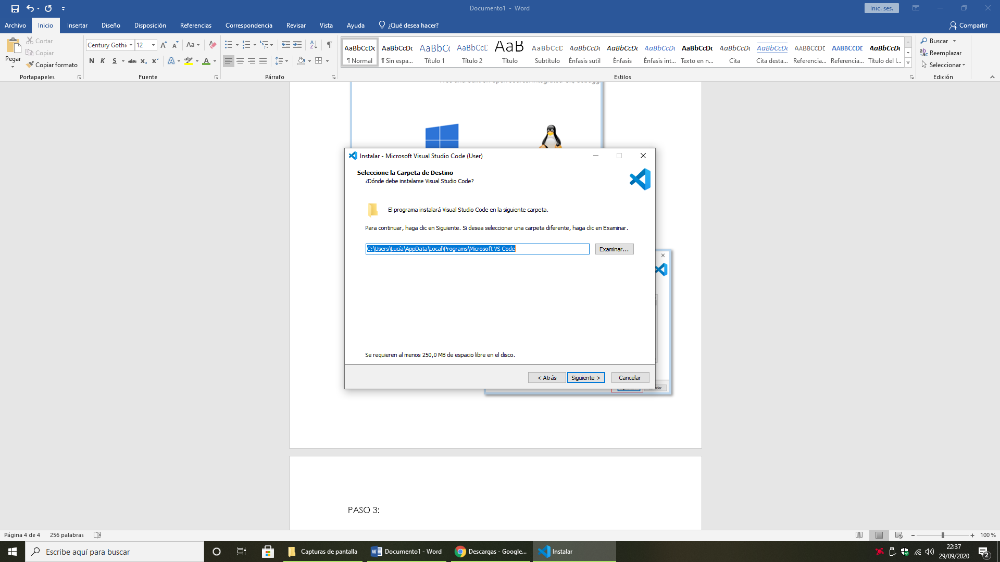 Documento1 - Word
Inic. ses.
Archivo Inicio Insertar Diseño Disposición Referencias Correspondencia Revisar Vista Ayuda ¿Qué desea hacer? Compartir
Pegar
Cortar
Copiar
Copiar formato
Portapapeles
Century Gothi 12
Aa
N K S abc x₂ x² A ab A
Fuente
Párrafo
AaBbCcDc AaBbCcDc AaBbCc AaBbCcD AaB AaBbCcD AaBbCcDc AaBbCcDc AaBbCcDc AaBbCcDc AaBbCcDc AaBbCcDc AABBCCDE AABBCCDE AaBbCcDc
¶ Normal ¶ Sin espa... Título 1 Título 2 Título Subtítulo Énfasis sutil Énfasis Énfasis int... Texto en n... Cita Cita desta... Referencia... Referencia... Título del l...
Estilos
Buscar
Reemplazar
Seleccionar
Edición
Instalar - Microsoft Visual Studio Code (User)
Seleccione la Carpeta de Destino
¿Dónde debe instalarse Visual Studio Code?
El programa instalará Visual Studio Code en la siguiente carpeta.
Para continuar, haga clic en Siguiente. Si desea seleccionar una carpeta diferente, haga clic en Examinar.
C:\Users\Lucía\AppData\Local\Programs\Microsoft VS Code
Examinar...
Se requieren al menos 250,0 MB de espacio libre en el disco.
< Atrás Siguiente > Cancelar
PASO 3:
Página 4 de 4 256 palabras 100 %
Escribe aquí para buscar
Capturas de pantalla
Documento1 - Word
Descargas - Google...
Instalar
22:37
29/09/2020
2